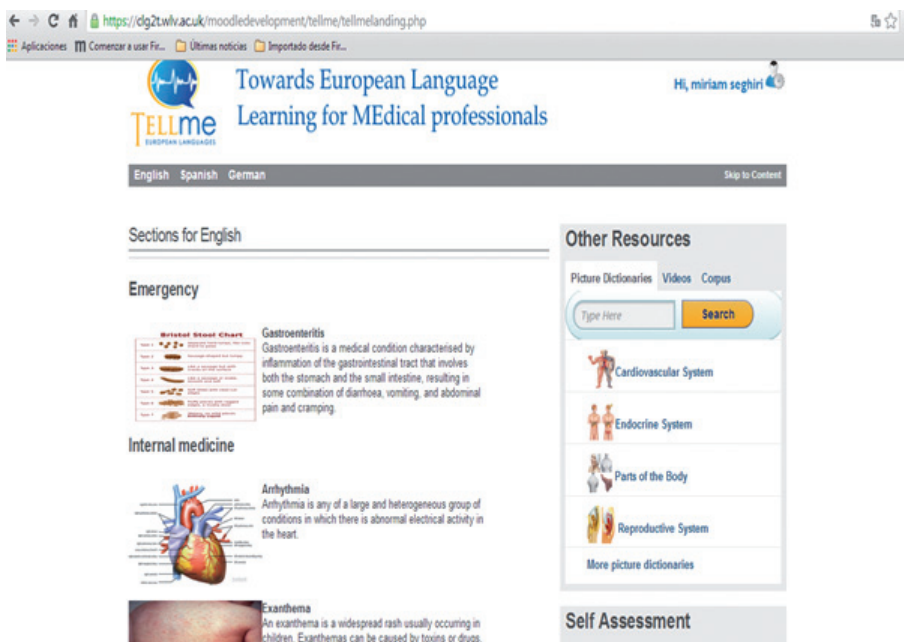 https://clg2t.wlv.ac.uk/moodledevelopment/tellme/tellmelanding.php
Aplicaciones Comenzar a usar Fir... Últimas noticias Importado desde Fir...
TELLme
EUROPEAN LANGUAGES
Towards European Language
Learning for MEdical professionals
Hi, miriam seghiri
English Spanish German
Skip to Content
Sections for English
Emergency
Bristol Stool Chart
Gastroenteritis
Gastroenteritis is a medical condition characterised by
inflammation of the gastrointestinal tract that involves
both the stomach and the small intestine, resulting in
some combination of diarrhoea, vomiting, and abdominal
pain and cramping.
Internal medicine
Arrhythmia
Arrhythmia is any of a large and heterogeneous group of
conditions in which there is abnormal electrical activity in
the heart.
Exanthema
An exanthema is a widespread rash usually occurring in
children. Exanthemas can be caused by toxins or drugs,
Other Resources
Picture Dictionaries Videos Corpus
Type Here
Search
Cardiovascular System
Endocrine System
Parts of the Body
Reproductive System
More picture dictionaries
Self Assessment